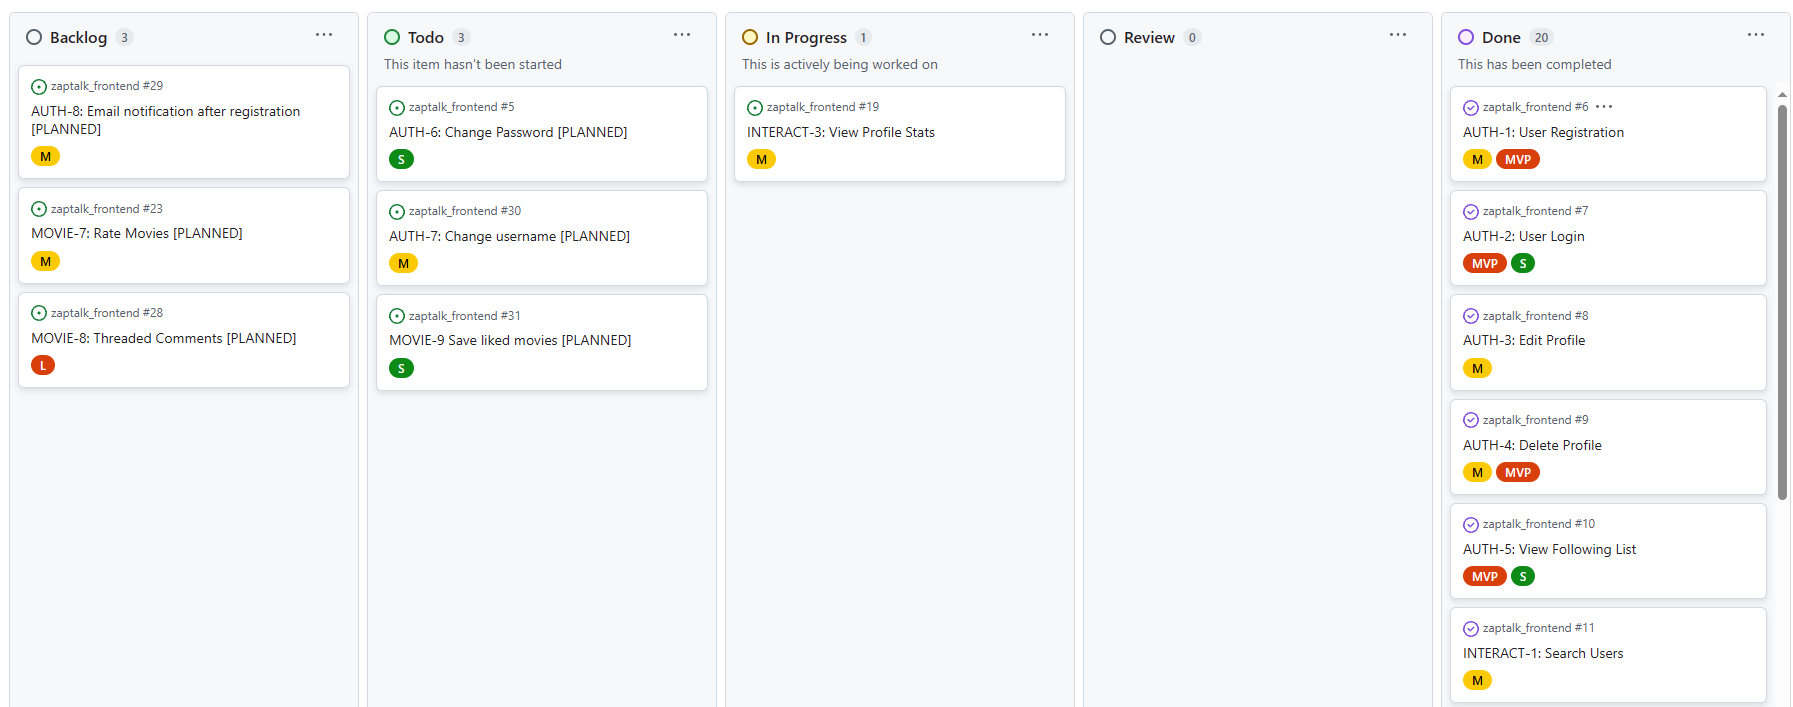 Backlog 3
zaptalk_frontend #29
AUTH-8: Email notification after registration
[PLANNED]
M
zaptalk_frontend #23
MOVIE-7: Rate Movies [PLANNED]
M
zaptalk_frontend #28
MOVIE-8: Threaded Comments [PLANNED]
L
Todo 3
This item hasn't been started
zaptalk_frontend #5
AUTH-6: Change Password [PLANNED]
S
zaptalk_frontend #30
AUTH-7: Change username [PLANNED]
M
zaptalk_frontend #31
MOVIE-9 Save liked movies [PLANNED]
S
In Progress 1
This is actively being worked on
zaptalk_frontend #19
INTERACT-3: View Profile Stats
M
Review 0
Done 20
This has been completed
zaptalk_frontend #6
AUTH-1: User Registration
M MVP
zaptalk_frontend #7
AUTH-2: User Login
MVP S
zaptalk_frontend #8
AUTH-3: Edit Profile
M
zaptalk_frontend #9
AUTH-4: Delete Profile
M MVP
zaptalk_frontend #10
AUTH-5: View Following List
MVP S
zaptalk_frontend #11
INTERACT-1: Search Users
M